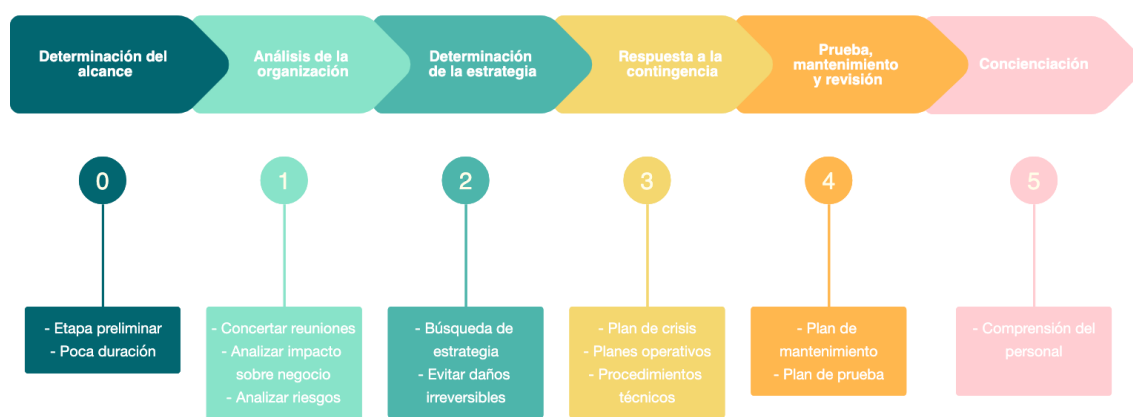 Determinación del
alcance
Análisis de la
organización
Determinación
de la estrategia
Respuesta a la
contingencia
Prueba,
mantenimiento
y revisión
Concienciación
0
1
2
3
4
5
- Etapa preliminar
- Poca duración
- Concertar reuniones
- Analizar impacto
sobre negocio
- Analizar riesgos
- Búsqueda de
estrategia
- Evitar daños
irreversibles
- Plan de crisis
- Planes operativos
- Procedimientos
técnicos
- Plan de
mantenimiento
- Plan de prueba
- Comprensión del
personal